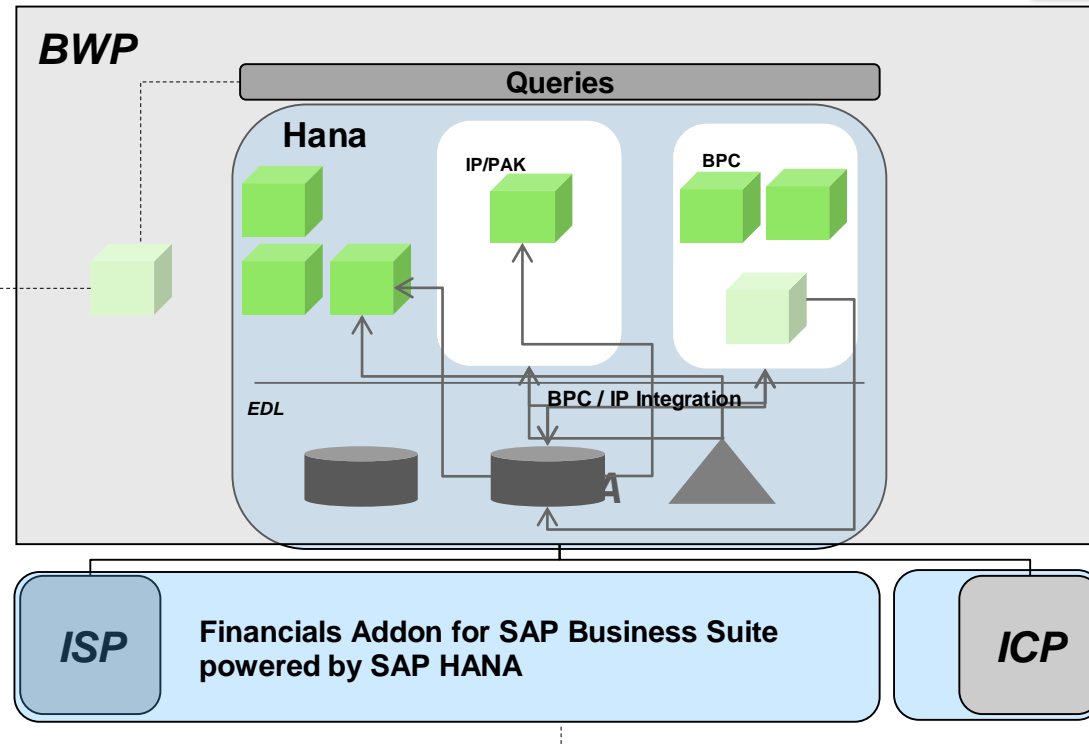 BWP
Queries
Hana
IP/PAK
BPC
BPC / IP Integration
EDL
A
ISP
Financials Addon for SAP Business Suite
powered by SAP HANA
ICP